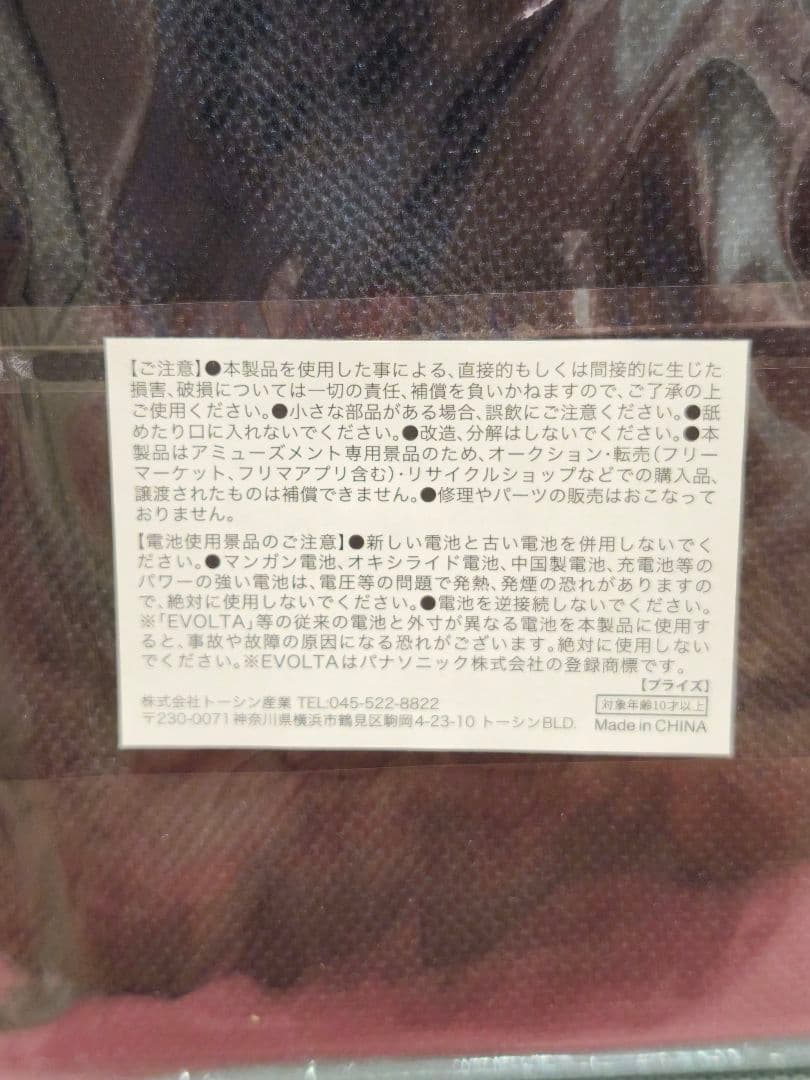 【ご注意】●本製品を使用した事による、直接的もしくは間接的に生じた
損害、破損については一切の責任、補償を負いかねますので、ご了承の上
ご使用ください。●小さな部品がある場合、誤飲にご注意ください。●舐
めたり口に入れないでください。●改造、分解はしないでください。●本
製品はアミューズメント専用景品のため、オークション・転売(フリー
マーケット、フリマアプリ含む)・リサイクルショップなどでの購入品、
譲渡されたものは補償できません。●修理やパーツの販売はおこなって
おりません。
【電池使用景品のご注意】●新しい電池と古い電池を併用しないでく
ださい。●マンガン電池、オキシライド電池、中国製電池、充電池等の
パワーの強い電池は、電圧等の問題で発熱、発煙の恐れがありますの
で、絶対に使用しないでください。●電池を逆接続しないでください。
※「EVOLTA」等の従来の電池と外寸が異なる電池を本製品に使用す
ると、事故や故障の原因になる恐れがございます。絶対に使用しない
でください。※EVOLTAはパナソニック株式会社の登録商標です。
【プライズ】
株式会社トーシン産業 TEL:045-522-8822
対象年齢10才以上
〒230-0071 神奈川県横浜市鶴見区駒岡4-23-10 トーシンBLD.
Made in CHINA